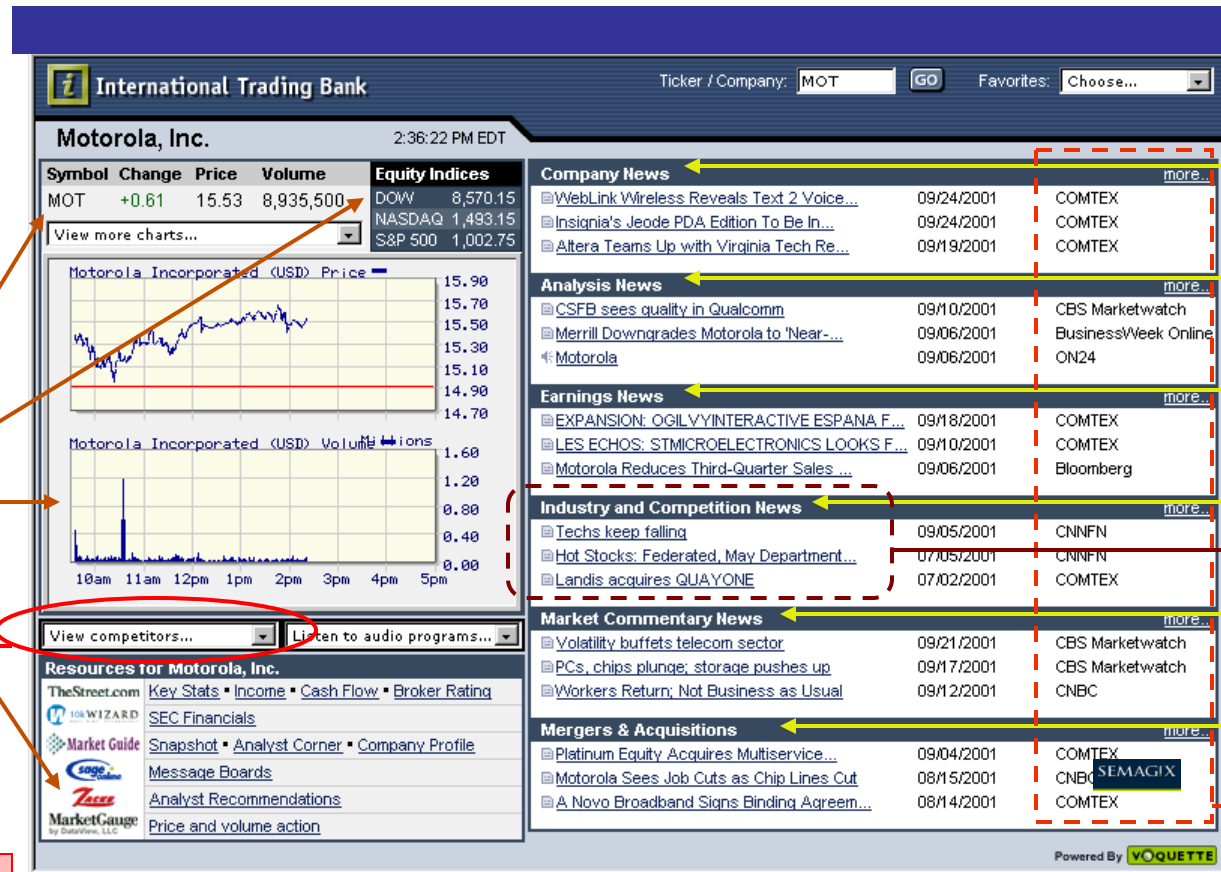 International Trading Bank
Ticker / Company: MOT GO Favorites: Choose...
Motorola, Inc. 2:36:22 PM EDT
Symbol Change Price Volume
MOT +0.61 15.53 8,935,500
View more charts...
Equity Indices
DOW 8,570.15
NASDAQ 1,493.15
S&P 500 1,002.75
Motorola Incorporated (USD) Price
15.90
15.70
15.50
15.30
15.10
14.90
14.70
Motorola Incorporated (USD) Volume Millions
1.60
1.20
0.80
0.40
0.00
10am 11am 12pm 1pm 2pm 3pm 4pm 5pm
View competitors... Listen to audio programs...
Resources for Motorola, Inc.
TheStreet.com Key Stats ▪ Income ▪ Cash Flow ▪ Broker Rating
10K WIZARD SEC Financials
Market Guide Snapshot ▪ Analyst Corner ▪ Company Profile
sage online Message Boards
Zacks Analyst Recommendations
MarketGauge Price and volume action
by DataView, LLC
Company News more...
WebLink Wireless Reveals Text 2 Voice... 09/24/2001 COMTEX
Insignia's Jeode PDA Edition To Be In... 09/24/2001 COMTEX
Altera Teams Up with Virginia Tech Re... 09/19/2001 COMTEX
Analysis News more...
CSFB sees quality in Qualcomm 09/10/2001 CBS Marketwatch
Merrill Downgrades Motorola to 'Near-... 09/06/2001 BusinessWeek Online
Motorola 09/06/2001 ON24
Earnings News more...
EXPANSION: OGILVYINTERACTIVE ESPANA F... 09/18/2001 COMTEX
LES ECHOS: STMICROELECTRONICS LOOKS F... 09/10/2001 COMTEX
Motorola Reduces Third-Quarter Sales ... 09/06/2001 Bloomberg
Industry and Competition News more...
Techs keep falling 09/05/2001 CNNFN
Hot Stocks: Federated, May Department... 07/05/2001 CNNFN
Landis acquires QUAYONE 07/02/2001 COMTEX
Market Commentary News more...
Volatility buffets telecom sector 09/21/2001 CBS Marketwatch
PCs, chips plunge; storage pushes up 09/17/2001 CBS Marketwatch
Workers Return; Not Business as Usual 09/12/2001 CNBC
Mergers & Acquisitions more...
Platinum Equity Acquires Multiservice... 09/04/2001 COMTEX
Motorola Sees Job Cuts as Chip Lines Cut 08/15/2001 CNBC
SEMAGIX
A Novo Broadband Signs Binding Agreem... 08/14/2001 COMTEX
Powered By VOQUETTE